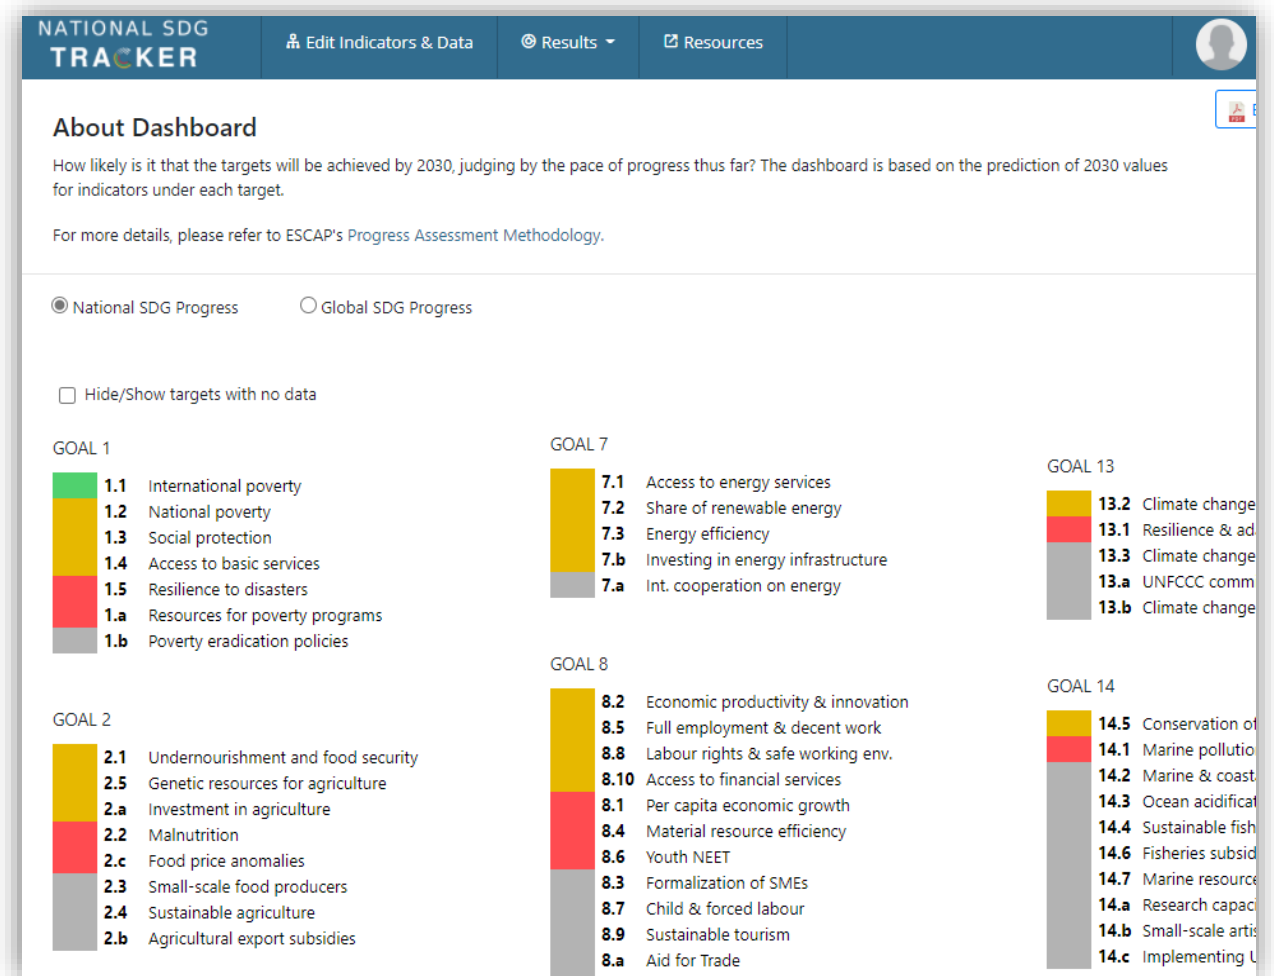 NATIONAL SDG
TRACKER
Edit Indicators & Data
Results
Resources
About Dashboard
How likely is it that the targets will be achieved by 2030, judging by the pace of progress thus far? The dashboard is based on the prediction of 2030 values
for indicators under each target.
For more details, please refer to ESCAP's Progress Assessment Methodology.
National SDG Progress
Global SDG Progress
Hide/Show targets with no data
GOAL 1
1.1 International poverty
1.2 National poverty
1.3 Social protection
1.4 Access to basic services
1.5 Resilience to disasters
1.a Resources for poverty programs
1.b Poverty eradication policies
GOAL 2
2.1 Undernourishment and food security
2.5 Genetic resources for agriculture
2.a Investment in agriculture
2.2 Malnutrition
2.c Food price anomalies
2.3 Small-scale food producers
2.4 Sustainable agriculture
2.b Agricultural export subsidies
GOAL 7
7.1 Access to energy services
7.2 Share of renewable energy
7.3 Energy efficiency
7.b Investing in energy infrastructure
7.a Int. cooperation on energy
GOAL 8
8.2 Economic productivity & innovation
8.5 Full employment & decent work
8.8 Labour rights & safe working env.
8.10 Access to financial services
8.1 Per capita economic growth
8.4 Material resource efficiency
8.6 Youth NEET
8.3 Formalization of SMEs
8.7 Child & forced labour
8.9 Sustainable tourism
8.a Aid for Trade
GOAL 13
13.2 Climate change
13.1 Resilience & ad
13.3 Climate change
13.a UNFCCC comm
13.b Climate change
GOAL 14
14.5 Conservation of
14.1 Marine pollutio
14.2 Marine & coast
14.3 Ocean acidificat
14.4 Sustainable fish
14.6 Fisheries subsid
14.7 Marine resource
14.a Research capaci
14.b Small-scale artis
14.c Implementing U